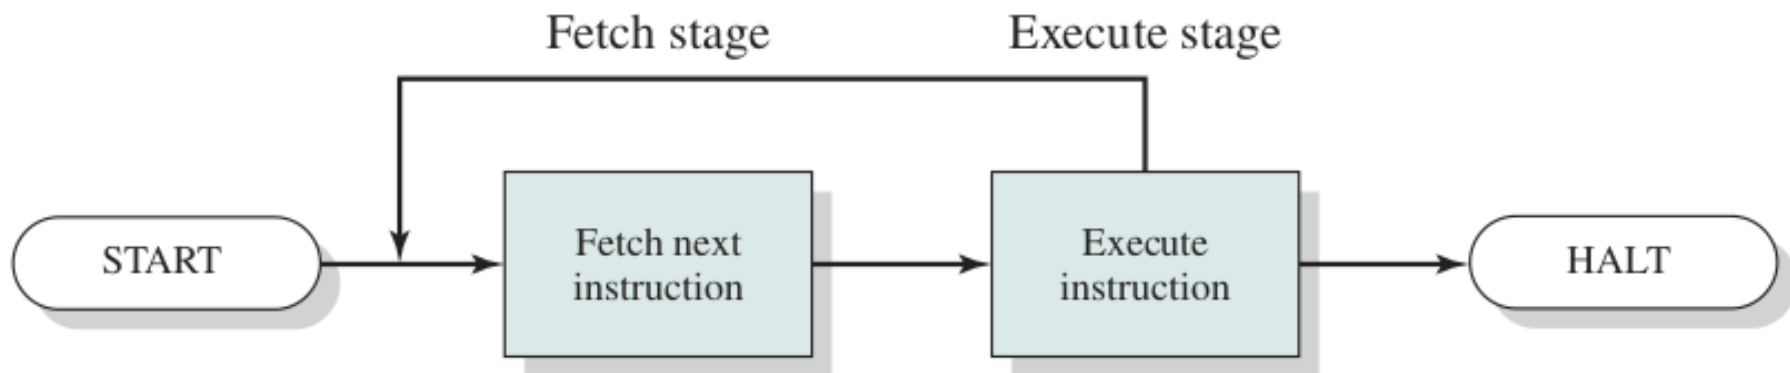 Fetch stage
Execute stage
START
Fetch next
instruction
Execute
instruction
HALT